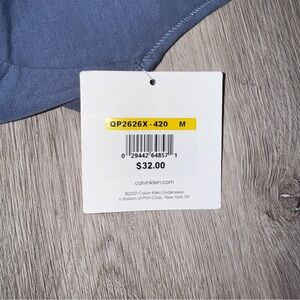 QP2626X - 420 M
0 29442 64857 1
$32.00
calvinklein.com
©2021 Calvin Klein Underwear
a division of PVH Corp., New York, NY